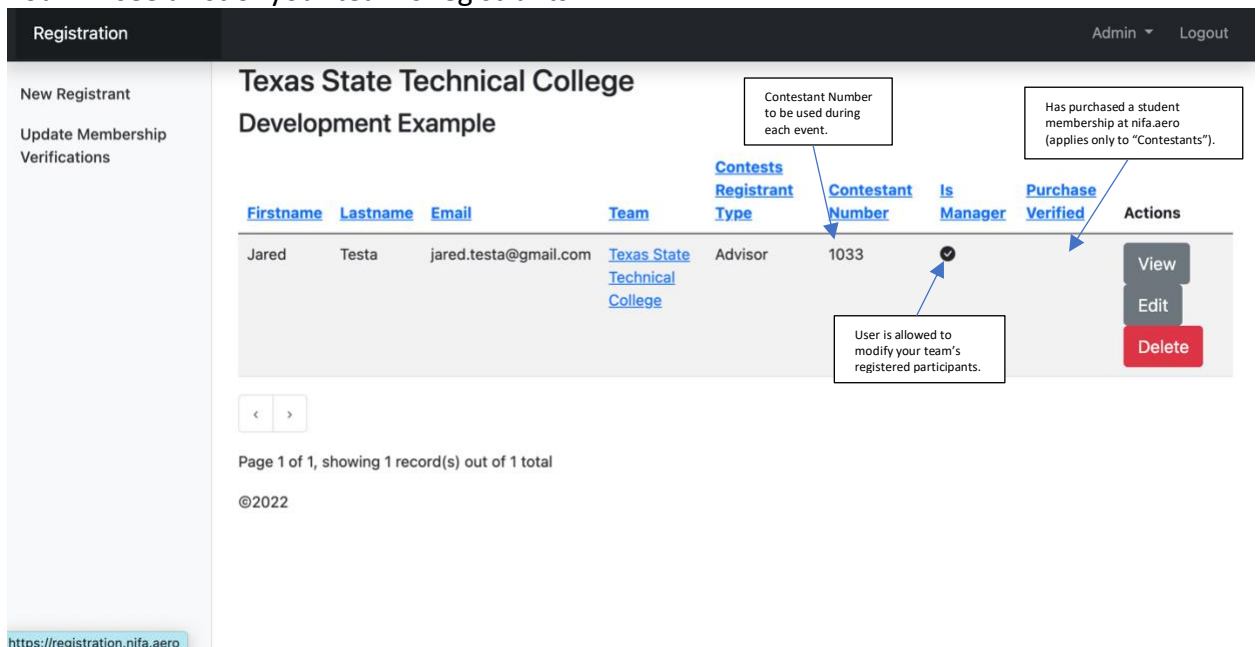 Registration
Admin
Logout
New Registrant
Update Membership
Verifications
Texas State Technical College
Development Example
Contestant Number
to be used during
each event.
Has purchased a student
membership at nifa.aero
(applies only to “Contestants”).
Firstname
Lastname
Email
Team
Contests
Registrant
Type
Contestant
Number
Is
Manager
Purchase
Verified
Actions
Jared
Testa
jared.testa@gmail.com
Texas State
Technical
College
Advisor
1033
View
Edit
Delete
User is allowed to
modify your team’s
registered participants.
‹ ›
Page 1 of 1, showing 1 record(s) out of 1 total
©2022
https://registration.nifa.aero